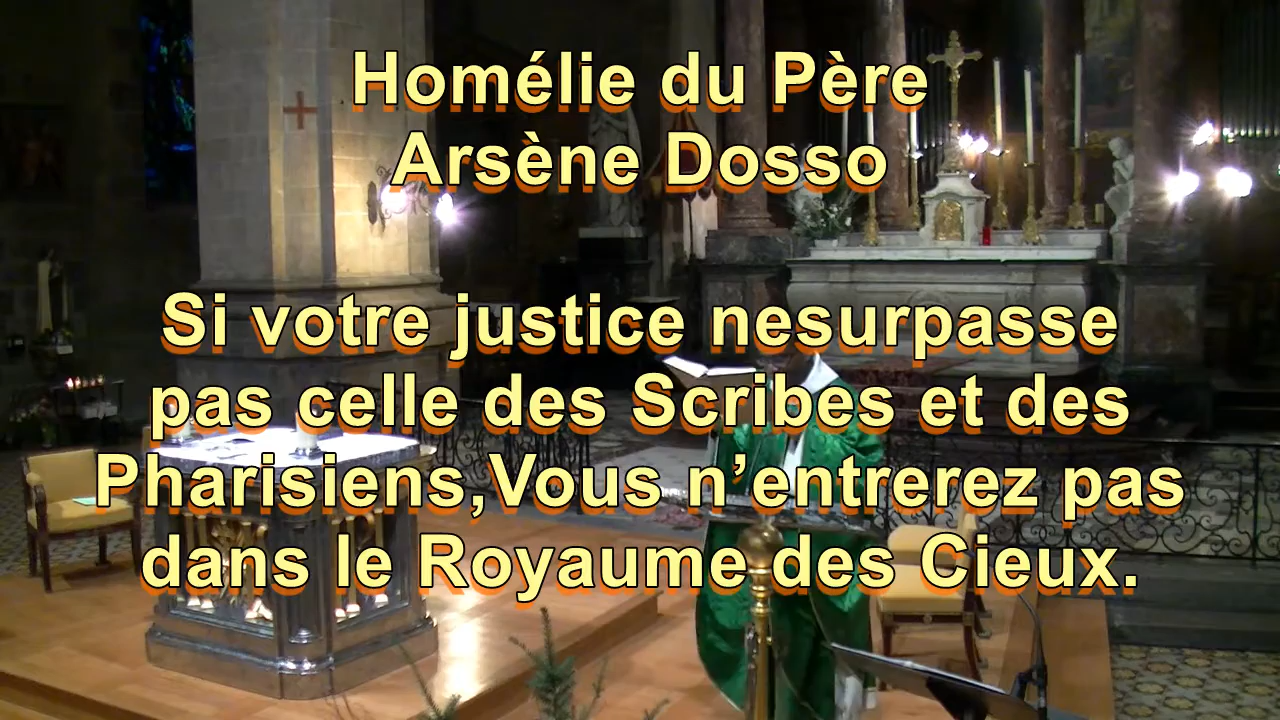 Homélie du Père
Arsène Dosso
Si votre justice nesurpasse
pas celle des Scribes et des
Pharisiens,Vous n’entrerez pas
dans le Royaume des Cieux.